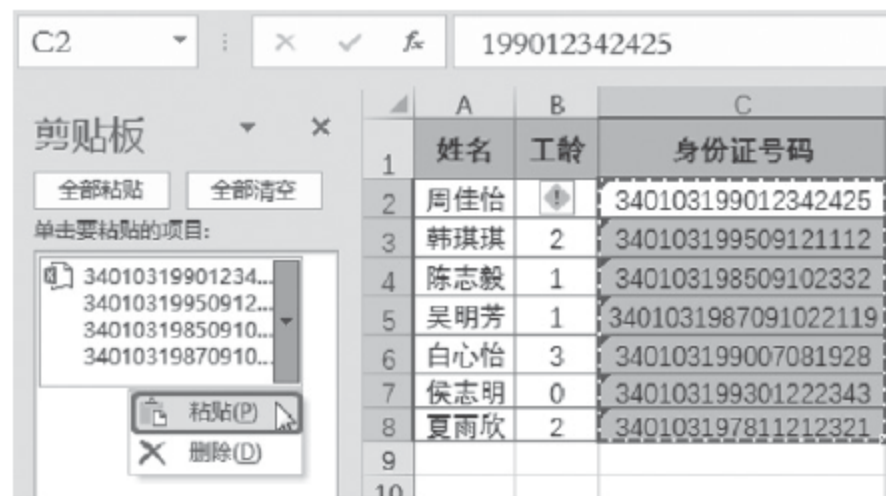 C2 199012342425
剪贴板
全部粘贴 全部清空
单击要粘贴的项目:
34010319901234...
34010319950912...
34010319850910...
34010319870910...
粘贴(P)
删除(D)
A B C
1 姓名 工龄 身份证号码
2 周佳怡 340103199012342425
3 韩琪琪 2 340103199509121112
4 陈志毅 1 340103198509102332
5 吴明芳 1 3401031987091022119
6 白心怡 3 340103199007081928
7 侯志明 0 340103199301222343
8 夏雨欣 2 340103197811212321
9
10